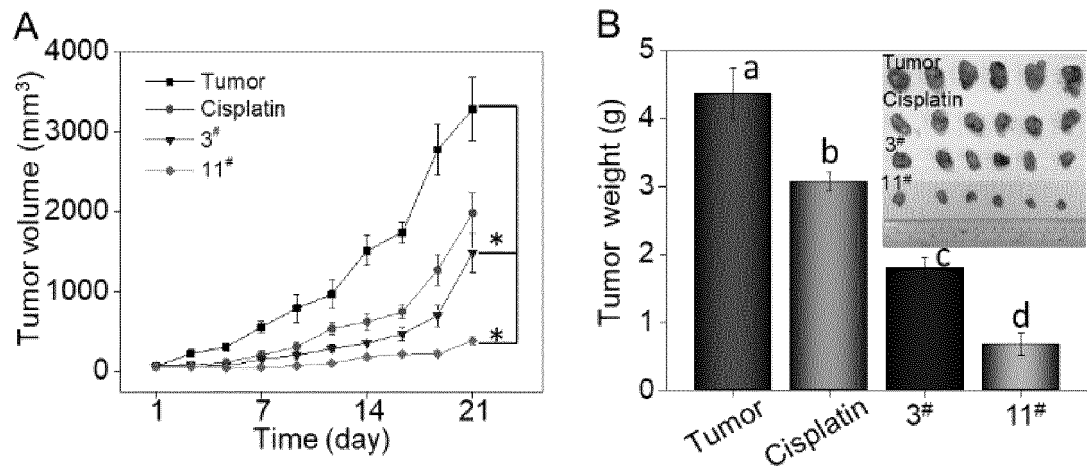 A
Tumor volume (mm³)
4000
3000
2000
1000
0
Tumor
Cisplatin
3#
11#
*
*
1
7
14
21
Time (day)
B
Tumor weight (g)
5
4
3
2
1
0
a
b
c
d
Tumor
Cisplatin
3#
11#
Tumor
Cisplatin
3#
11#